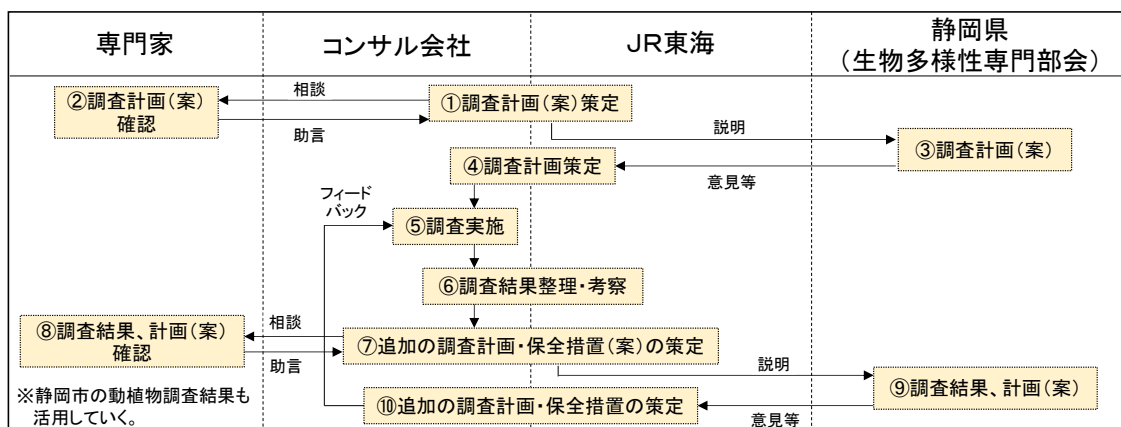 専門家
コンサル会社
JR東海
静岡県
（生物多様性専門部会）
相談
①調査計画（案）策定
②調査計画（案）
確認
助言
説明
③調査計画（案）
④調査計画策定
意見等
フィード
バック
⑤調査実施
⑥調査結果整理・考察
相談
⑦追加の調査計画・保全措置（案）の策定
⑧調査結果、計画（案）
確認
助言
説明
⑨調査結果、計画（案）
⑩追加の調査計画・保全措置の策定
意見等
※静岡市の動植物調査結果も
活用していく。